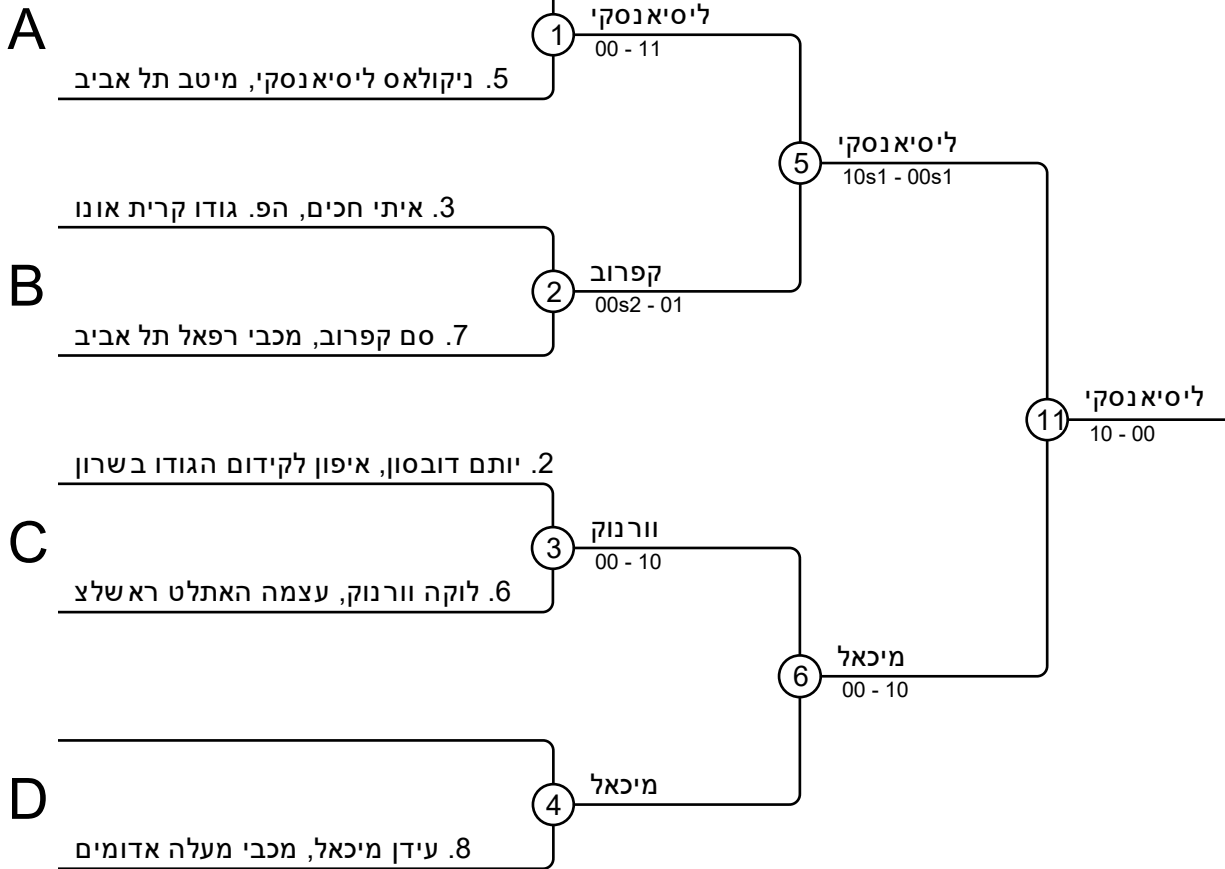 A
1
ליסיאנסקי
00 - 11
5. ניקולאס ליסיאנסקי, מיטב תל אביב
5
ליסיאנסקי
10s1 - 00s1
3. איתי חכים, הפ. גודו קרית אונו
B
2
קפרוב
00s2 - 01
7. סם קפרוב, מכבי רפאל תל אביב
11
ליסיאנסקי
10 - 00
2. יותם דובסון, איפון לקידום הגודו בשרון
C
3
וורנוק
00 - 10
6. לוקה וורנוק, עצמה האתלט ראשלצ
6
מיכאל
00 - 10
D
4
מיכאל
8. עידן מיכאל, מכבי מעלה אדומים